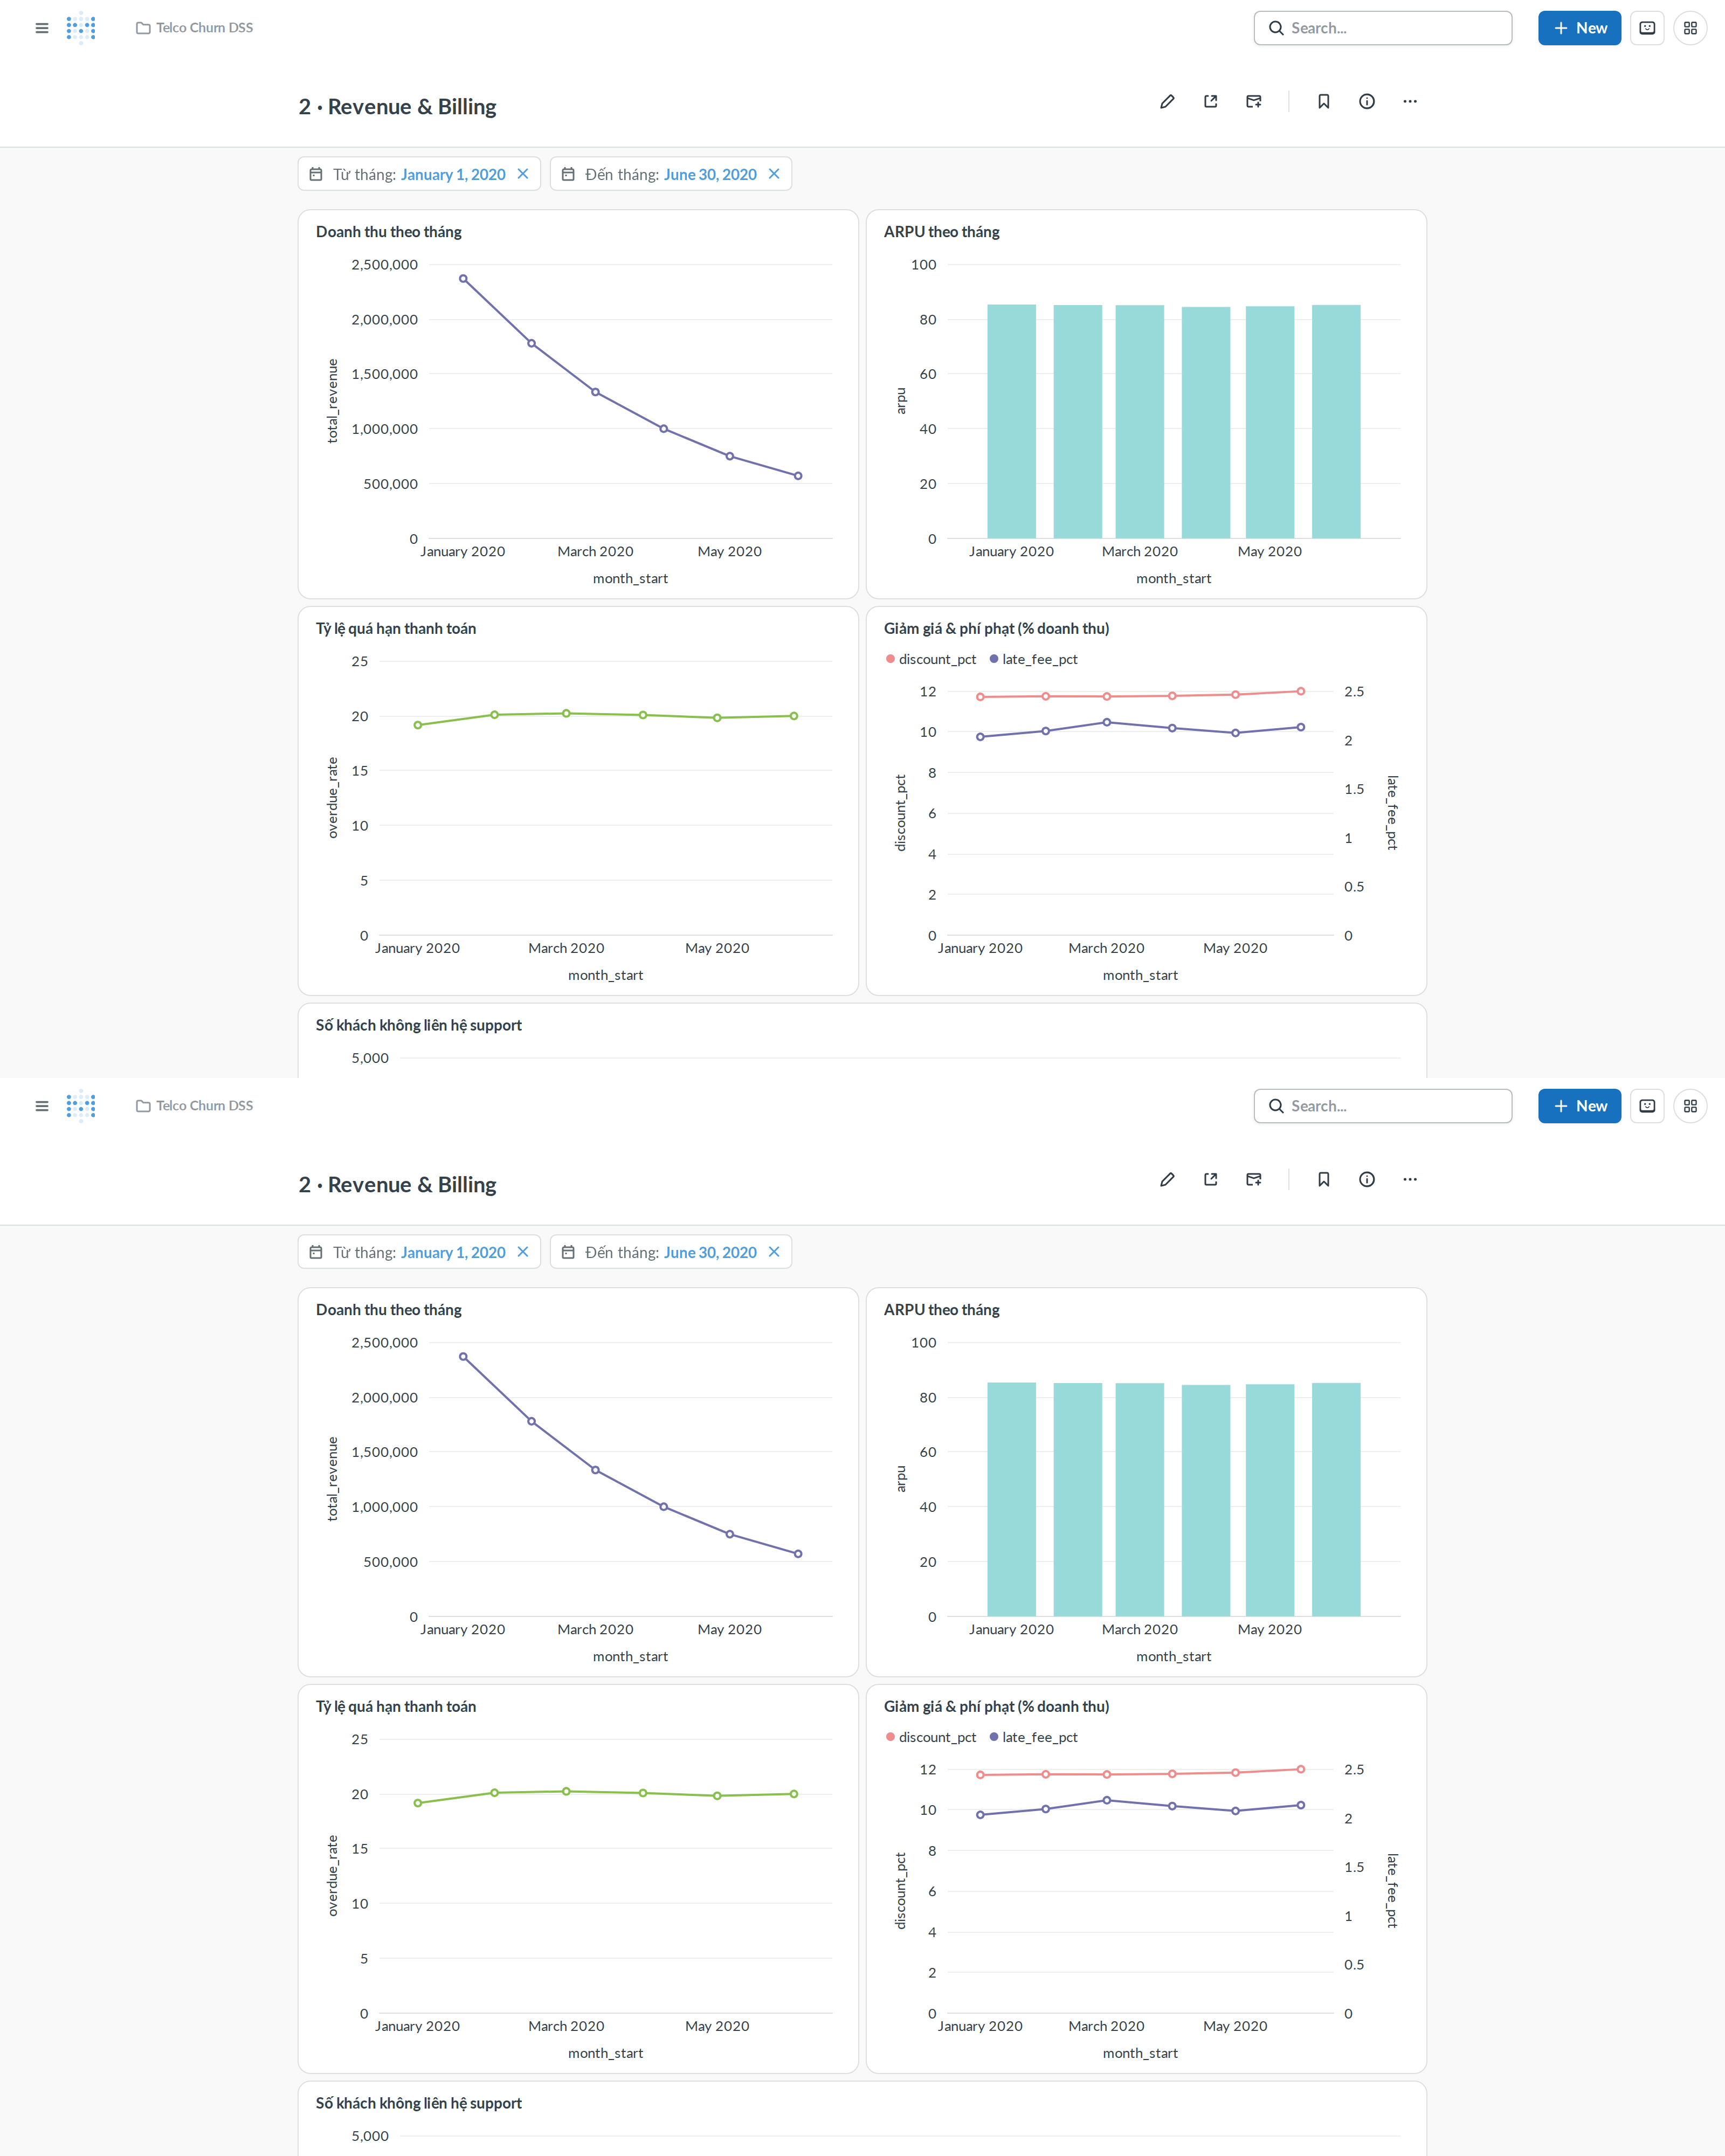 Telco Churn DSS
Search...
New
2 · Revenue & Billing
Từ tháng: January 1, 2020
Đến tháng: June 30, 2020
Doanh thu theo tháng
2,500,000
2,000,000
1,500,000
1,000,000
500,000
0
total_revenue
January 2020
March 2020
May 2020
month_start
ARPU theo tháng
100
80
60
40
20
0
arpu
January 2020
March 2020
May 2020
month_start
Tỷ lệ quá hạn thanh toán
25
20
15
10
5
0
overdue_rate
January 2020
March 2020
May 2020
month_start
Giảm giá & phí phạt (% doanh thu)
discount_pct
late_fee_pct
12
10
8
6
4
2
0
discount_pct
2.5
2
1.5
1
0.5
0
late_fee_pct
January 2020
March 2020
May 2020
month_start
Số khách không liên hệ support
5,000
Telco Churn DSS
Search...
New
2 · Revenue & Billing
Từ tháng: January 1, 2020
Đến tháng: June 30, 2020
Doanh thu theo tháng
2,500,000
2,000,000
1,500,000
1,000,000
500,000
0
total_revenue
January 2020
March 2020
May 2020
month_start
ARPU theo tháng
100
80
60
40
20
0
arpu
January 2020
March 2020
May 2020
month_start
Tỷ lệ quá hạn thanh toán
25
20
15
10
5
0
overdue_rate
January 2020
March 2020
May 2020
month_start
Giảm giá & phí phạt (% doanh thu)
discount_pct
late_fee_pct
12
10
8
6
4
2
0
discount_pct
2.5
2
1.5
1
0.5
0
late_fee_pct
January 2020
March 2020
May 2020
month_start
Số khách không liên hệ support
5,000